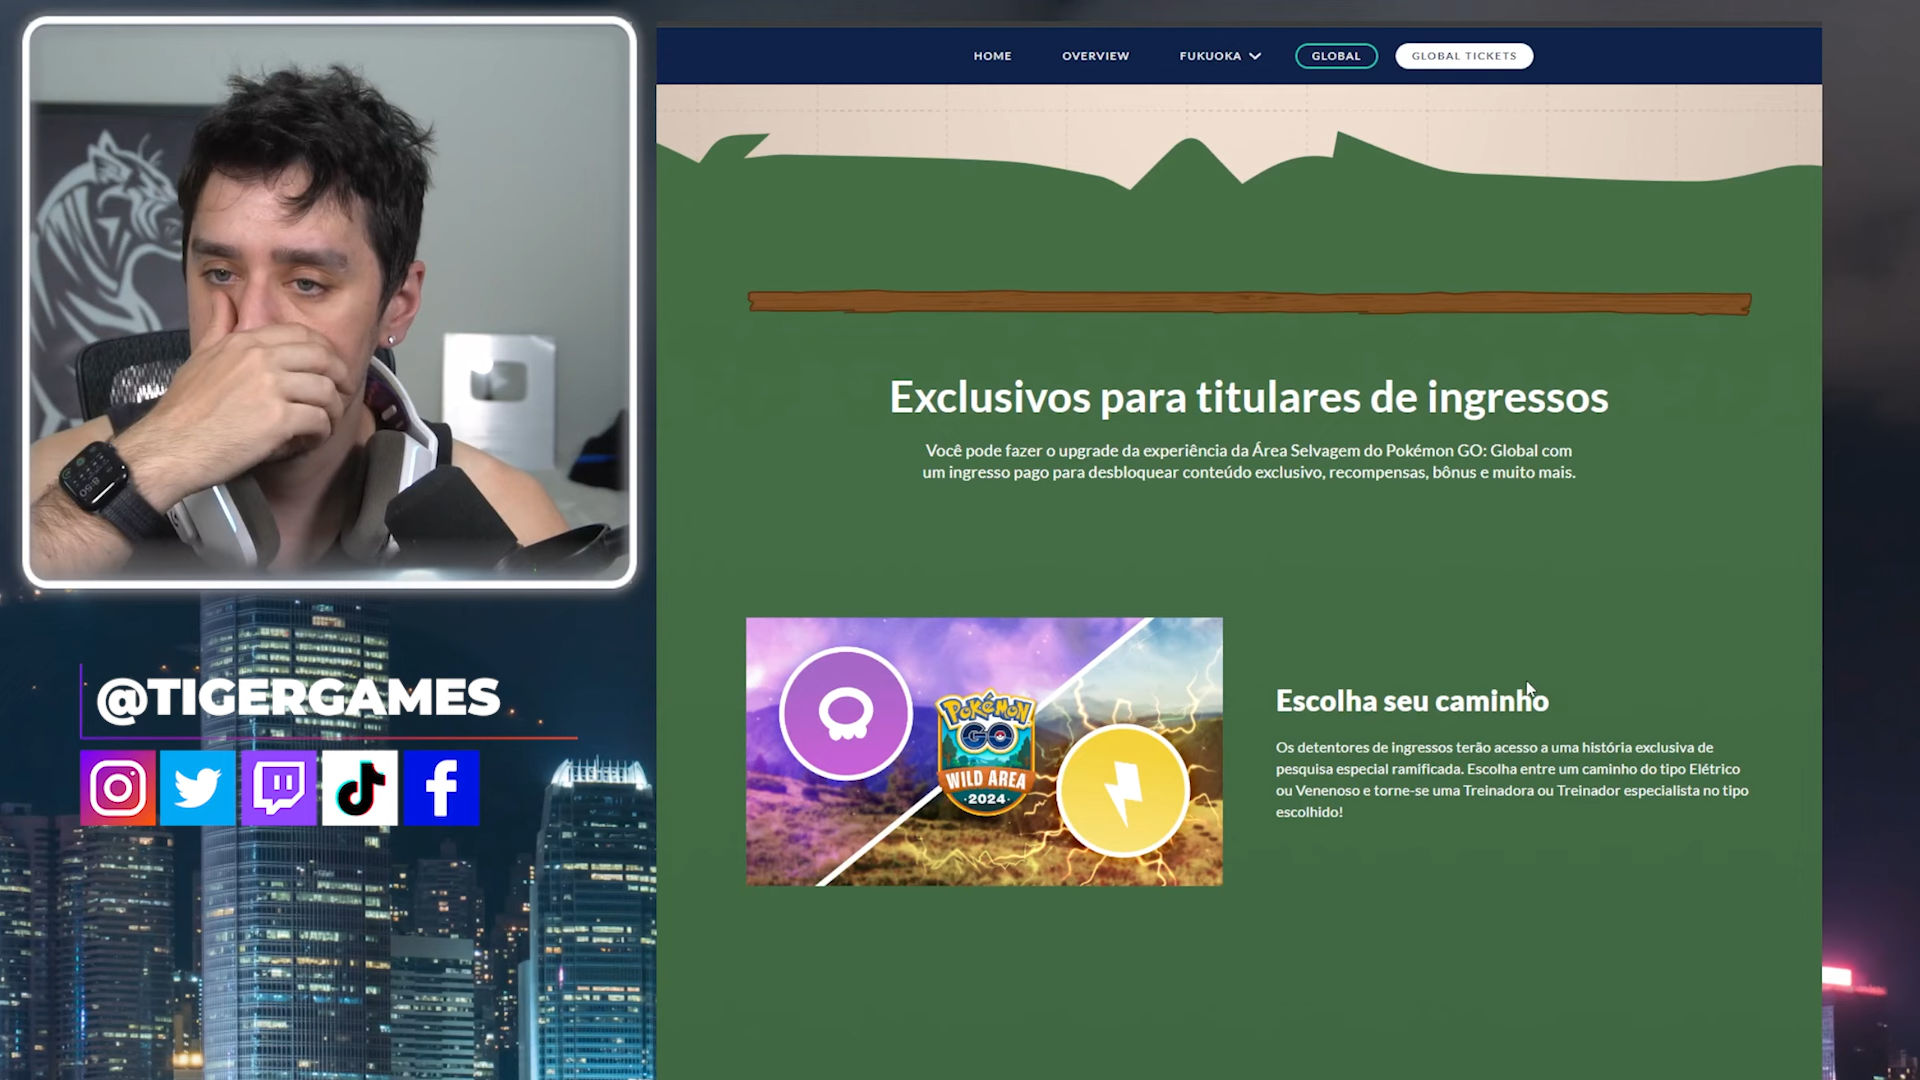 HOME OVERVIEW FUKUOKA GLOBAL GLOBAL TICKETS
Exclusivos para titulares de ingressos
Você pode fazer o upgrade da experiência da Área Selvagem do Pokémon GO: Global com
um ingresso pago para desbloquear conteúdo exclusivo, recompensas, bônus e muito mais.
POKÉMON
GO
WILD AREA
•2024•
Escolha seu caminho
Os detentores de ingressos terão acesso a uma história exclusiva de
pesquisa especial ramificada. Escolha entre um caminho do tipo Elétrico
ou Venenoso e torne-se uma Treinadora ou Treinador especialista no tipo
escolhido!
@TIGERGAMES
8:50